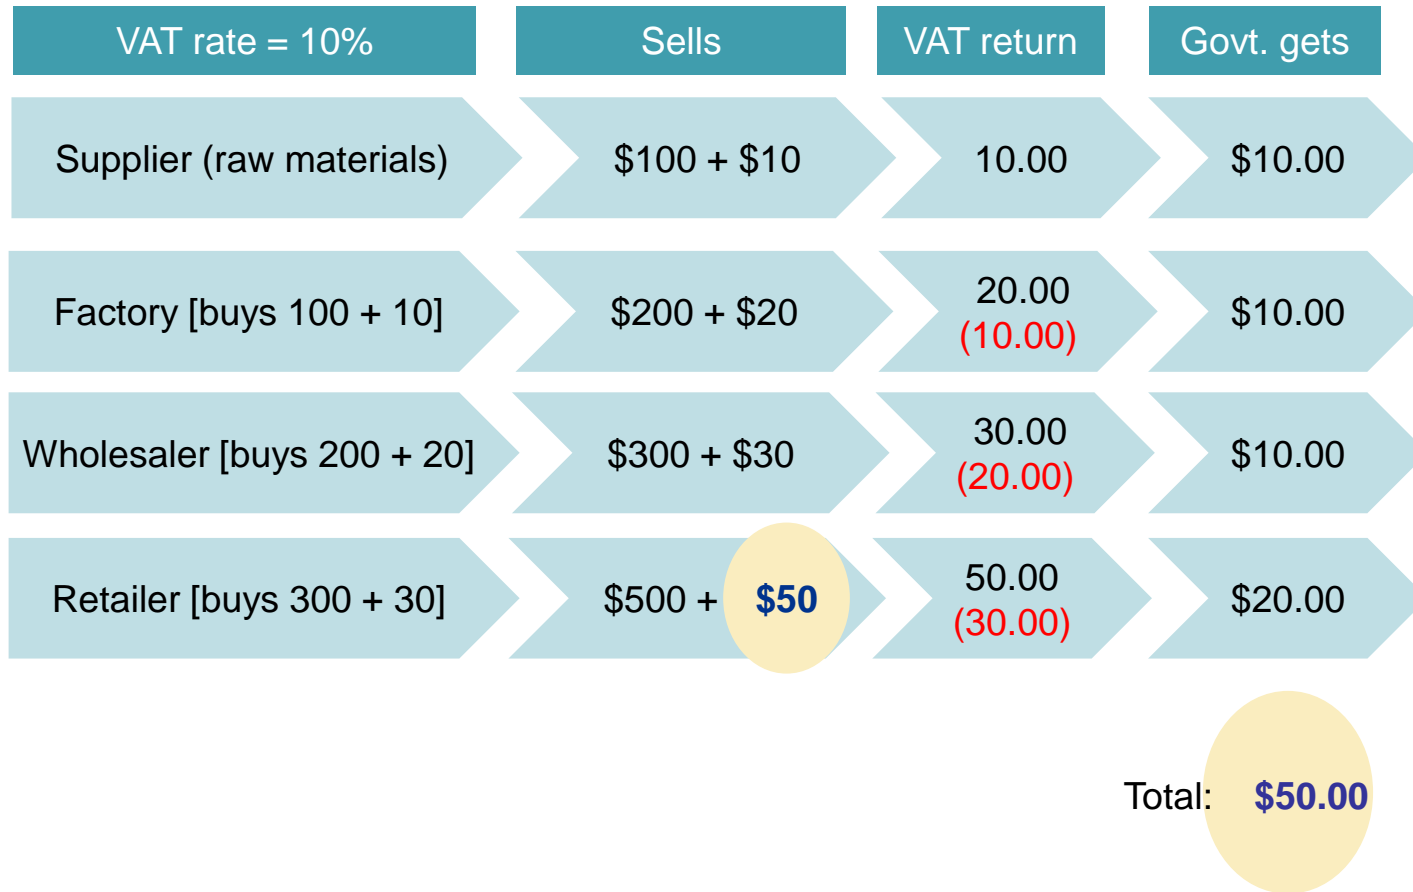 VAT rate = 10% Sells VAT return Govt. gets
Supplier (raw materials) $100 + $10 10.00 $10.00
Factory [buys 100 + 10] $200 + $20 20.00 $10.00
(10.00)
Wholesaler [buys 200 + 20] $300 + $30 30.00 $10.00
(20.00)
Retailer [buys 300 + 30] $500 + $50 50.00 $20.00
(30.00)
Total: $50.00